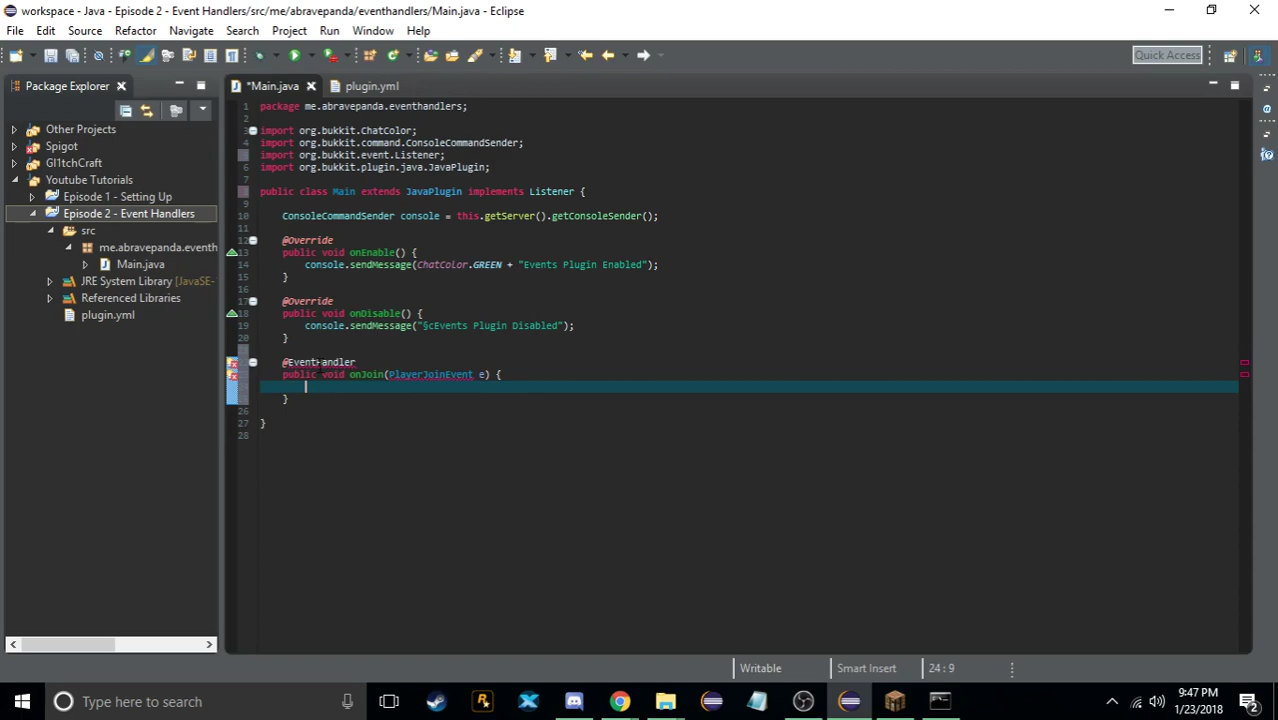 workspace - Java - Episode 2 - Event Handlers/src/me/abravepanda/eventhandlers/Main.java - Eclipse
File Edit Source Refactor Navigate Search Project Run Window Help
Quick Access
Package Explorer
*Main.java
plugin.yml
Other Projects
Spigot
Gl1tchCraft
Youtube Tutorials
Episode 1 - Setting Up
Episode 2 - Event Handlers
src
me.abravepanda.eventh
Main.java
JRE System Library [JavaSE-
Referenced Libraries
plugin.yml
1 package me.abravepanda.eventhandlers;
2
3 import org.bukkit.ChatColor;
4 import org.bukkit.command.ConsoleCommandSender;
import org.bukkit.event.Listener;
6 import org.bukkit.plugin.java.JavaPlugin;
7
public class Main extends JavaPlugin implements Listener {
9
10 ConsoleCommandSender console = this.getServer().getConsoleSender();
11
12 @Override
13 public void onEnable() {
14 console.sendMessage(ChatColor.GREEN + "Events Plugin Enabled");
15 }
16
17 @Override
18 public void onDisable() {
19 console.sendMessage("§cEvents Plugin Disabled");
20 }
@EventHandler
public void onJoin(PlayerJoinEvent e) {
}
26
27 }
28
Writable
Smart Insert
24 : 9
Type here to search
9:47 PM
1/23/2018
2